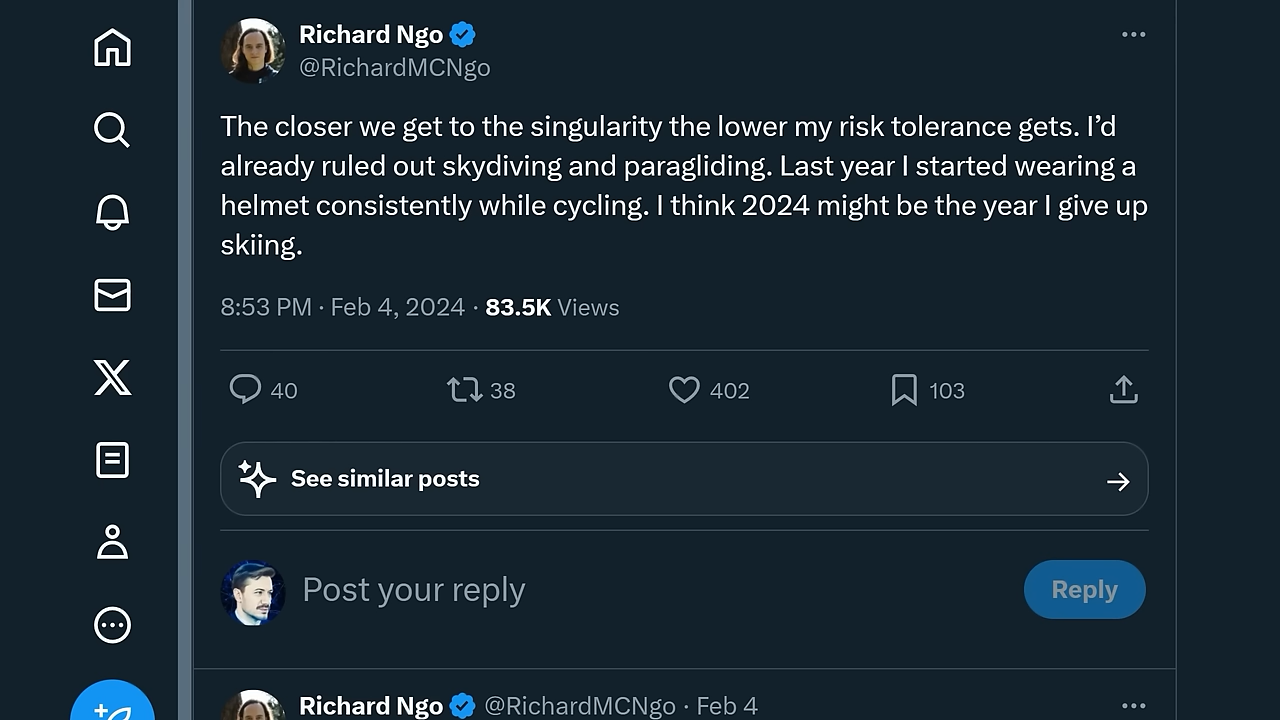 Richard Ngo
@RichardMCNgo
The closer we get to the singularity the lower my risk tolerance gets. I’d
already ruled out skydiving and paragliding. Last year I started wearing a
helmet consistently while cycling. I think 2024 might be the year I give up
skiing.
8:53 PM · Feb 4, 2024 · 83.5K Views
40 38 402 103
See similar posts
Post your reply Reply
Richard Ngo @RichardMCNgo · Feb 4